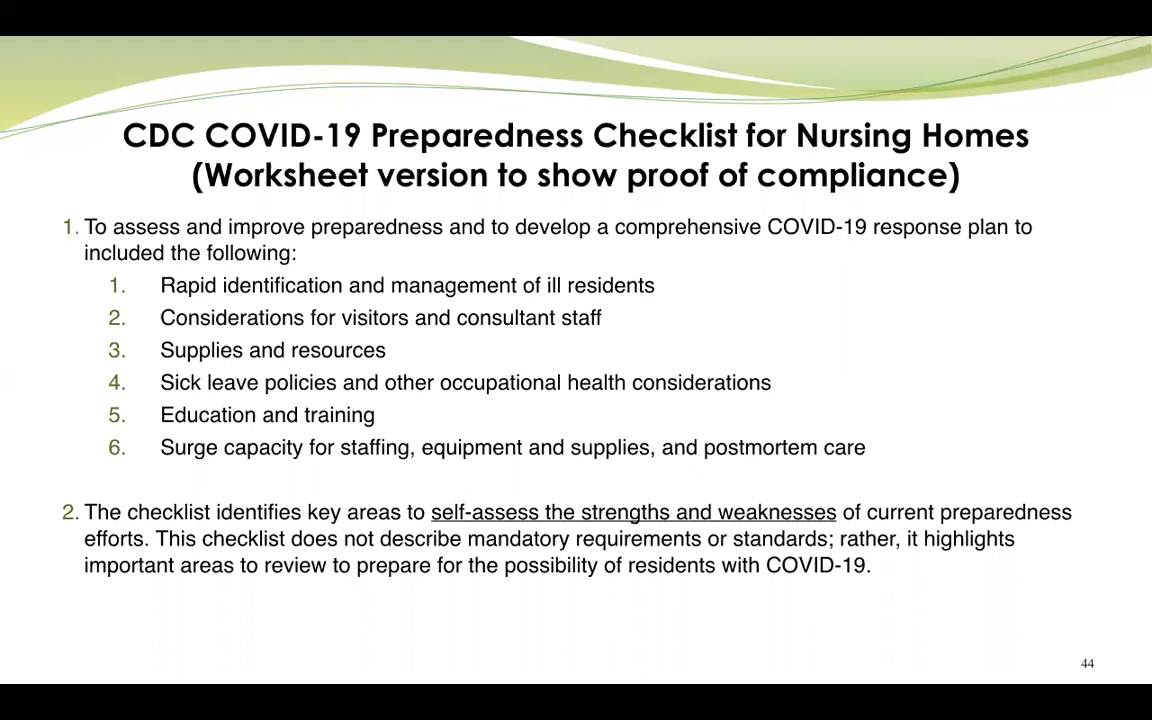 CDC COVID-19 Preparedness Checklist for Nursing Homes
(Worksheet version to show proof of compliance)
1. To assess and improve preparedness and to develop a comprehensive COVID-19 response plan to
included the following:
1. Rapid identification and management of ill residents
2. Considerations for visitors and consultant staff
3. Supplies and resources
4. Sick leave policies and other occupational health considerations
5. Education and training
6. Surge capacity for staffing, equipment and supplies, and postmortem care
2. The checklist identifies key areas to self-assess the strengths and weaknesses of current preparedness
efforts. This checklist does not describe mandatory requirements or standards; rather, it highlights
important areas to review to prepare for the possibility of residents with COVID-19.
44